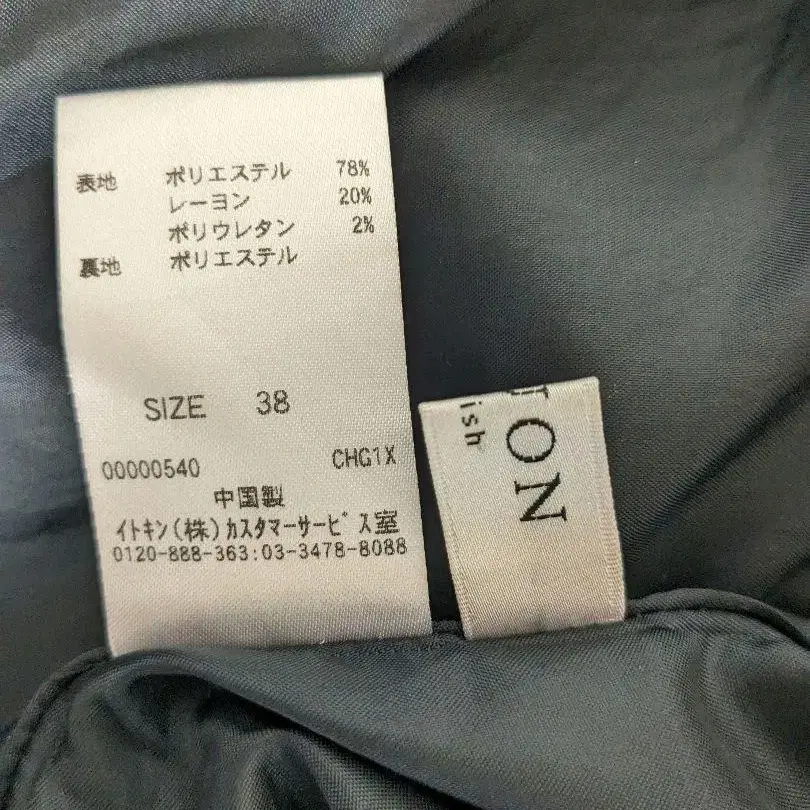 表地 ポリエステル 78%
レーヨン 20%
ポリウレタン 2%
裏地 ポリエステル
SIZE 38
00000540 CHG1X
中国製
イトキン(株)カスタマーサービス室
0120-888-363:03-3478-8088
ON
ish